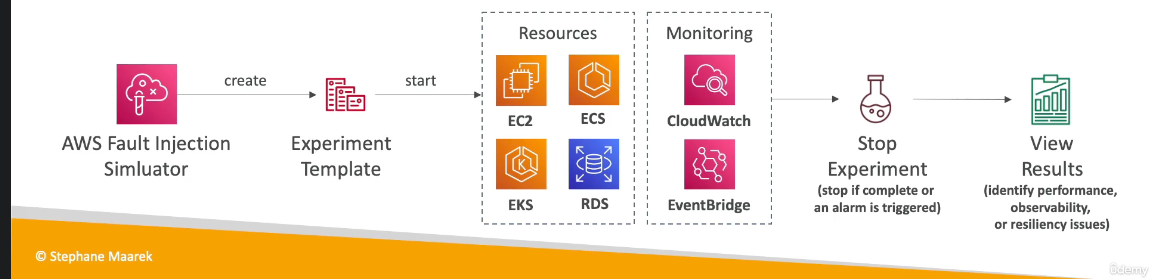 Resources
Monitoring
create
start
EC2
ECS
CloudWatch
AWS Fault Injection
Simluator
Experiment
Template
Stop
Experiment
(stop if complete or
an alarm is triggered)
View
Results
(identify performance,
observability,
or resiliency issues)
K
EKS
RDS
EventBridge
© Stephane Maarek
Udemy